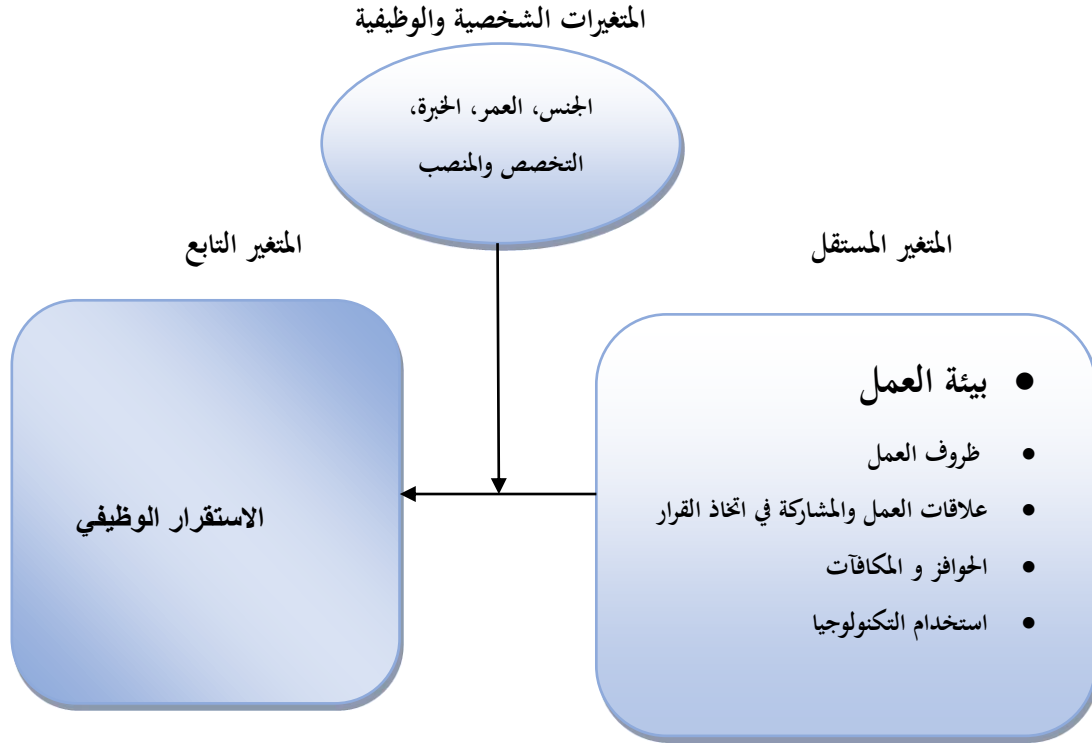 المتغيرات الشخصية والوظيفية
الجنس، العمر، الخبرة،
التخصص والمنصب
المتغير المستقل
المتغير التابع
• بيئة العمل
• ظروف العمل
• علاقات العمل والمشاركة في اتخاذ القرار
• الحوافز و المكافآت
• استخدام التكنولوجيا
الاستقرار الوظيفي